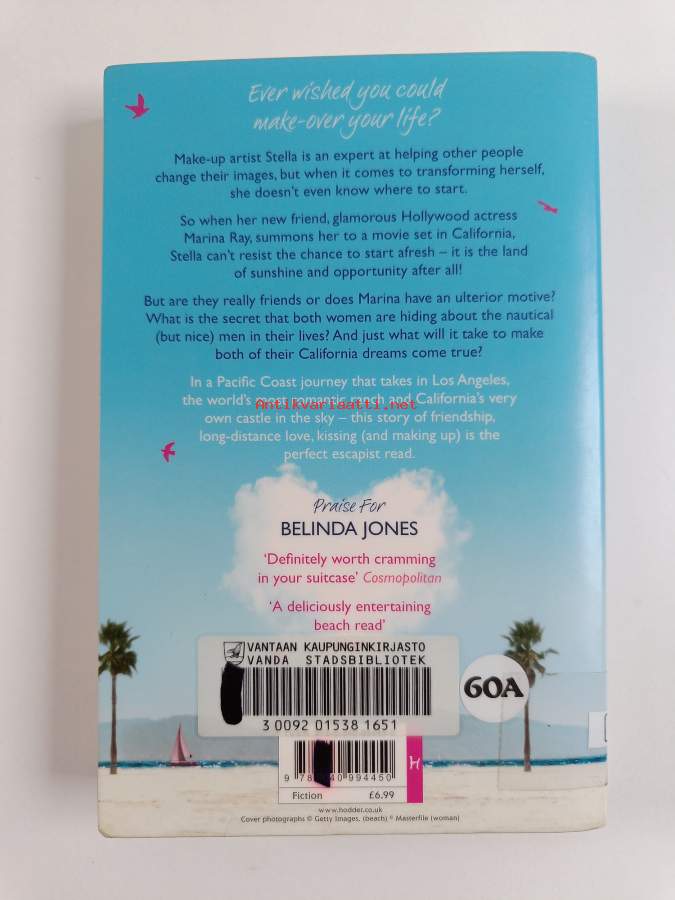 Ever wished you could
make-over your life?
Make-up artist Stella is an expert at helping other people
change their images, but when it comes to transforming herself,
she doesn't even know where to start.
So when her new friend, glamorous Hollywood actress
Marina Ray, summons her to a movie set in California,
Stella can't resist the chance to start afresh – it is the land
of sunshine and opportunity after all!
But are they really friends or does Marina have an ulterior motive?
What is the secret that both women are hiding about the nautical
(but nice) men in their lives? And just what will it take to make
both of their California dreams come true?
In a Pacific Coast journey that takes in Los Angeles,
the world's most romantic ranch and California's very
Antikvariaatti.net
own castle in the sky – this story of friendship,
long-distance love, kissing (and making up) is the
perfect escapist read.
Praise For
BELINDA JONES
'Definitely worth cramming
in your suitcase' Cosmopolitan
'A deliciously entertaining
beach read'
VANTAAN KAUPUNGINKIRJASTO
VANDA STADSBIBLIOTEK
60A
3 0092 01538 1651
9 78 40 994450
H
Fiction £6.99
www.hodder.co.uk
Cover photographs © Getty Images, (beach) © Masterfile (woman)